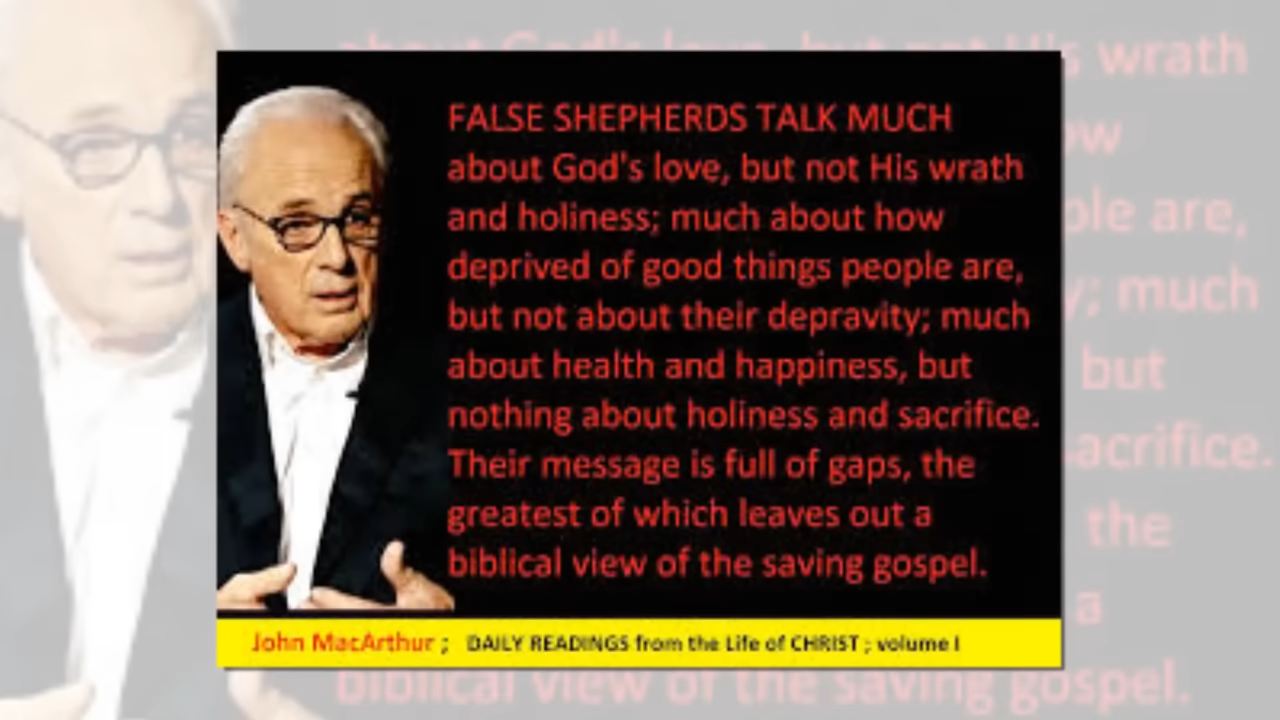 FALSE SHEPHERDS TALK MUCH
about God's love, but not His wrath
and holiness; much about how
deprived of good things people are,
but not about their depravity; much
about health and happiness, but
nothing about holiness and sacrifice.
Their message is full of gaps, the
greatest of which leaves out a
biblical view of the saving gospel.
John MacArthur ; DAILY READINGS from the Life of CHRIST ; volume I